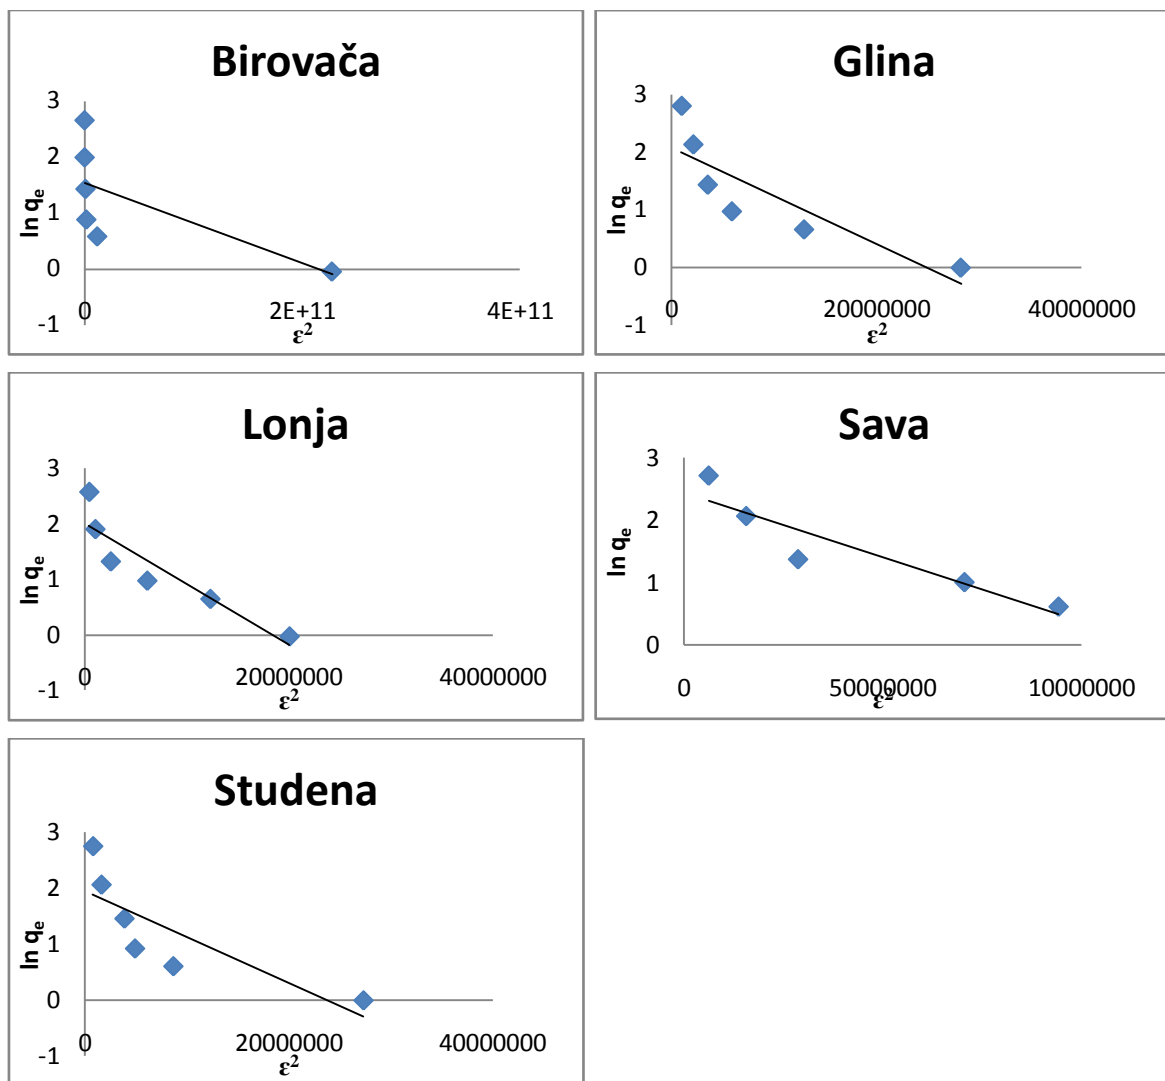 Birovača
3
2
1
0
-1
ln qe
0
2E+11
4E+11
ε²
Glina
3
2
1
0
-1
ln qe
0
20000000
40000000
ε²
Lonja
3
2
1
0
-1
ln qe
0
20000000
40000000
ε²
Sava
3
2
1
0
ln qe
0
50000000
10000000
ε²
Studena
3
2
1
0
-1
ln qe
0
20000000
40000000
ε²